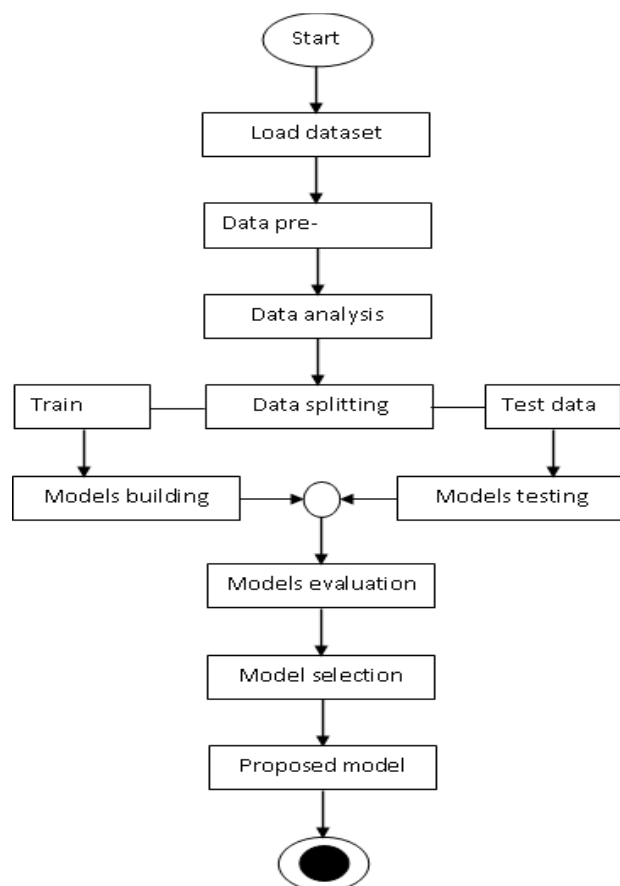 Start
Load dataset
Data pre-
Data analysis
Train
Data splitting
Test data
Models building
Models testing
Models evaluation
Model selection
Proposed model